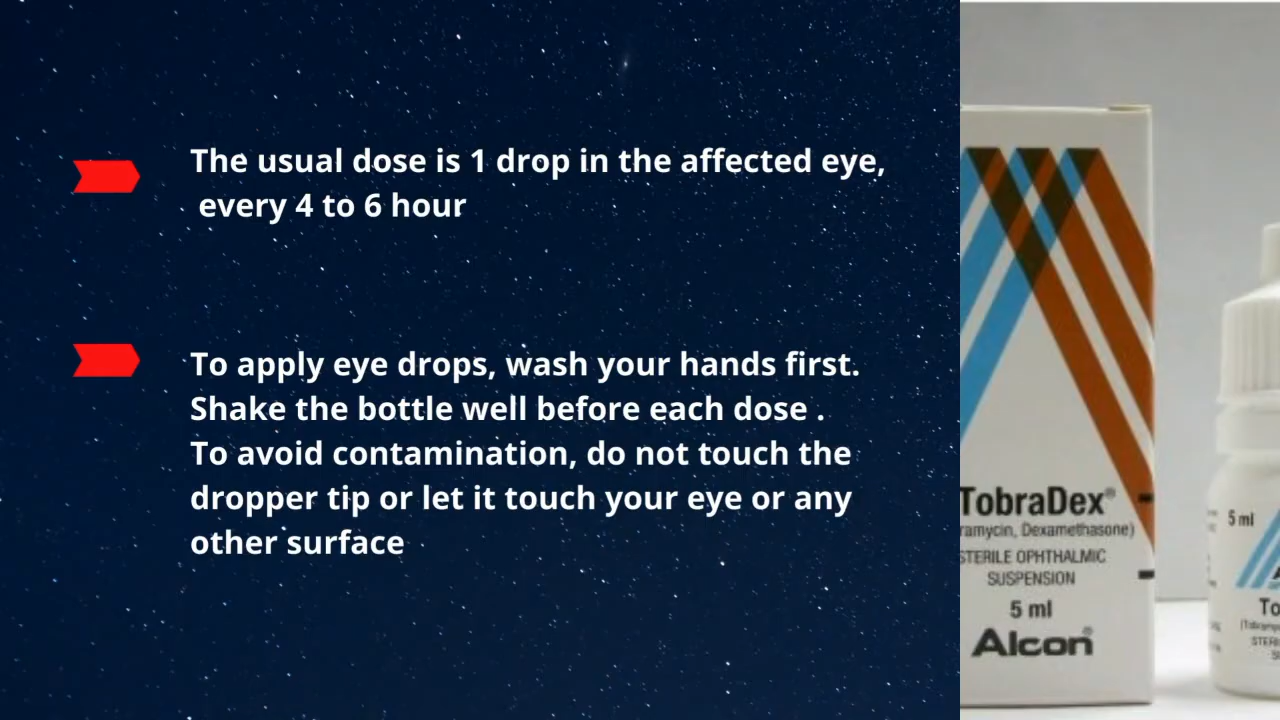 The usual dose is 1 drop in the affected eye,
every 4 to 6 hour
To apply eye drops, wash your hands first.
Shake the bottle well before each dose .
To avoid contamination, do not touch the
dropper tip or let it touch your eye or any
other surface
TobraDex®
ramycin, Dexamethasone)
STERILE OPHTHALMIC
SUSPENSION
5 ml
Alcon®
5 ml
To